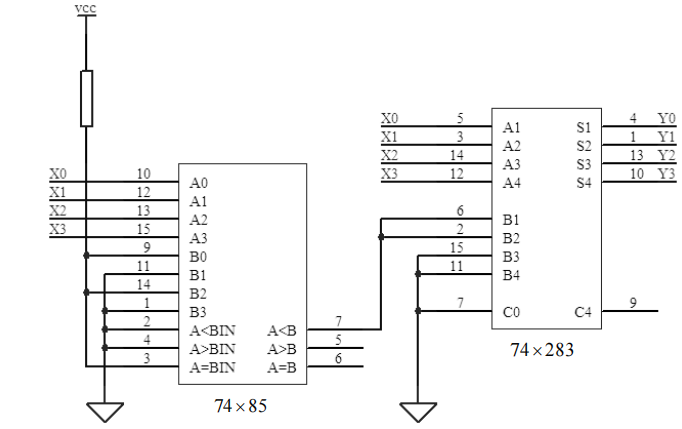 vcc
X0 10 A0
X1 12 A1
X2 13 A2
X3 15 A3
9 B0
11 B1
14 B2
1 B3
2 A<BIN A<B 7
4 A>BIN A>B 5
3 A=BIN A=B 6
74×85
X0 5 A1 S1 4 Y0
X1 3 A2 S2 1 Y1
X2 14 A3 S3 13 Y2
X3 12 A4 S4 10 Y3
6 B1
2 B2
15 B3
11 B4
7 C0 C4 9
74×283